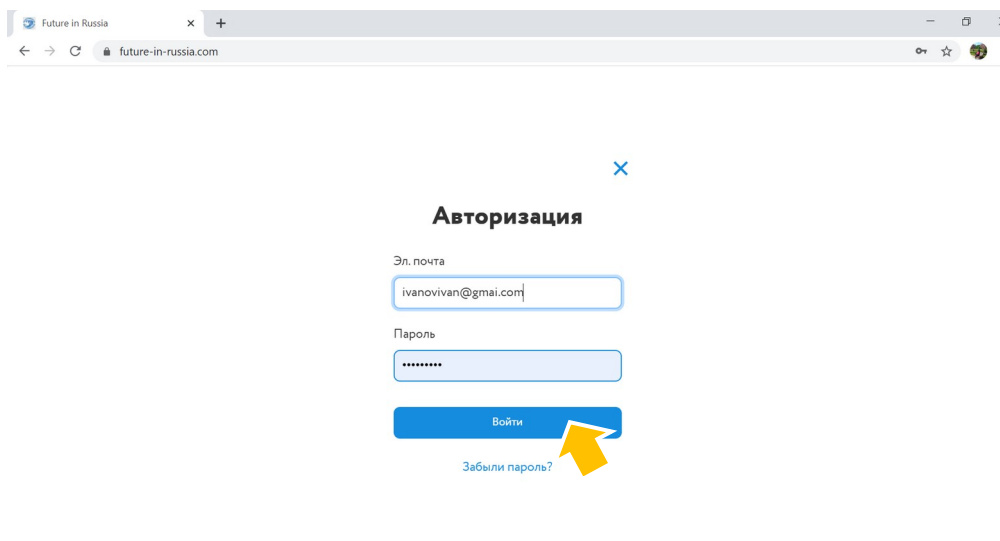 Future in Russia
future-in-russia.com
Авторизация
Эл. почта
ivanovivan@gmai.com
Пароль
•••••••••
Войти
Забыли пароль?